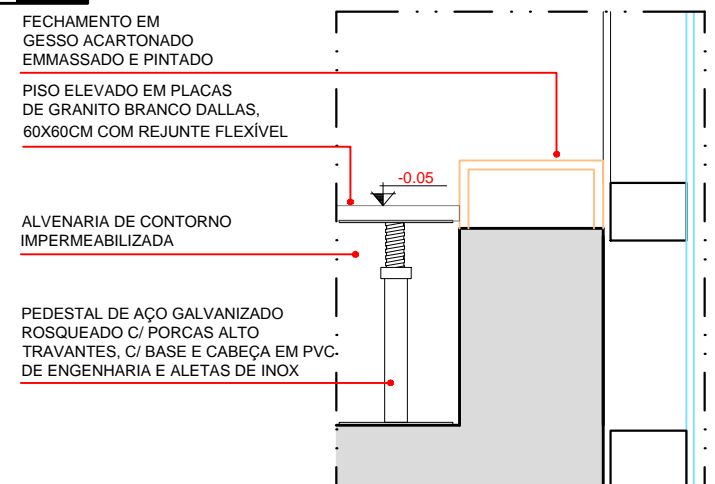 FECHAMENTO EM
GESSO ACARTONADO
EMMASSADO E PINTADO
PISO ELEVADO EM PLACAS
DE GRANITO BRANCO DALLAS,
60X60CM COM REJUNTE FLEXÍVEL
-0.05
ALVENARIA DE CONTORNO
IMPERMEABILIZADA
PEDESTAL DE AÇO GALVANIZADO
ROSQUEADO C/ PORCAS ALTO
TRAVANTES, C/ BASE E CABEÇA EM PVC
DE ENGENHARIA E ALETAS DE INOX